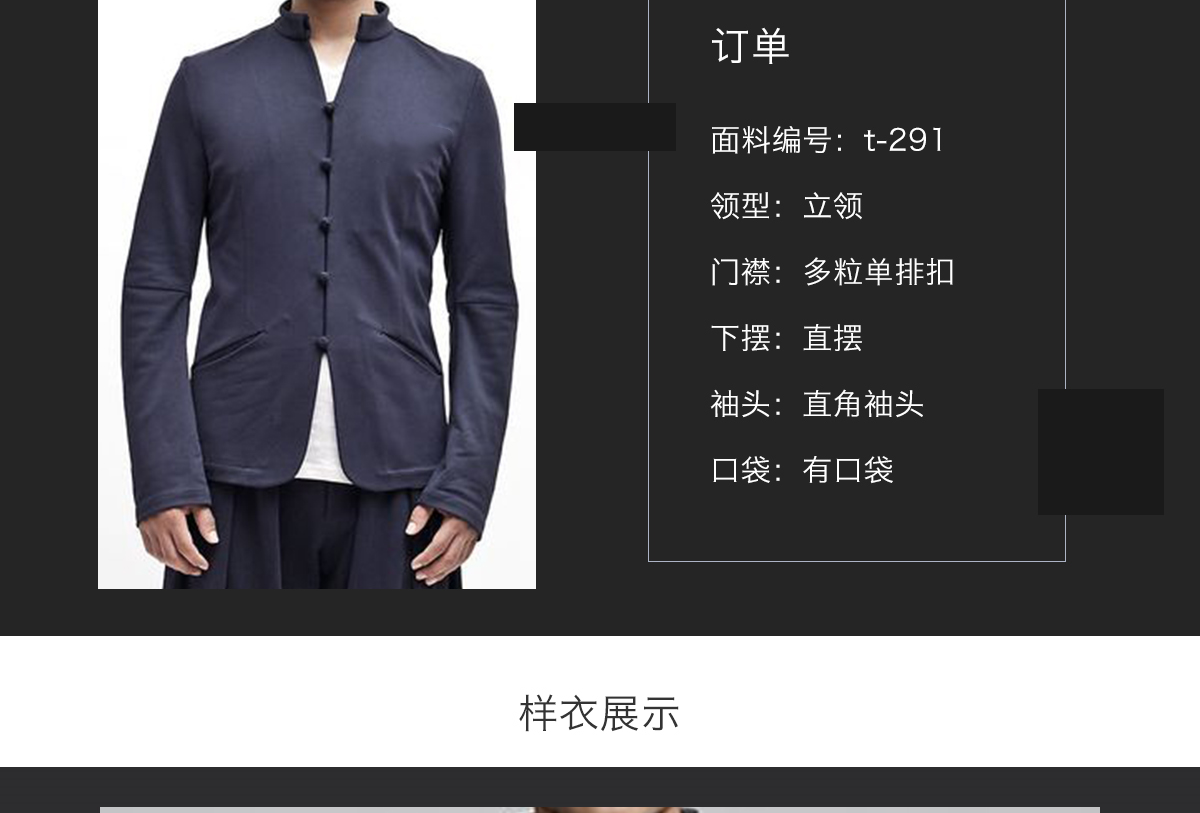 订单
面料编号：t-291
领型：立领
门襟：多粒单排扣
下摆：直摆
袖头：直角袖头
口袋：有口袋
样衣展示